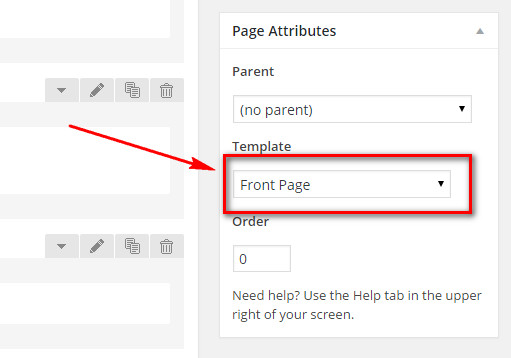 Page Attributes
Parent
(no parent)
Template
Front Page
Order
0
Need help? Use the Help tab in the upper
right of your screen.